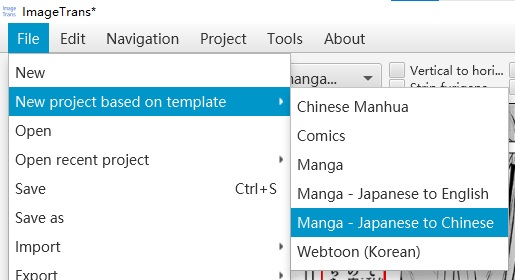 Image
Trans
ImageTrans*
File Edit Navigation Project Tools About
New
manga...
Vertical to hori...
New project based on template
Chinese Manhua
Open
Comics
Open recent project
Manga
Save Ctrl+S
Manga - Japanese to English
Save as
Manga - Japanese to Chinese
Import
Webtoon (Korean)
Export